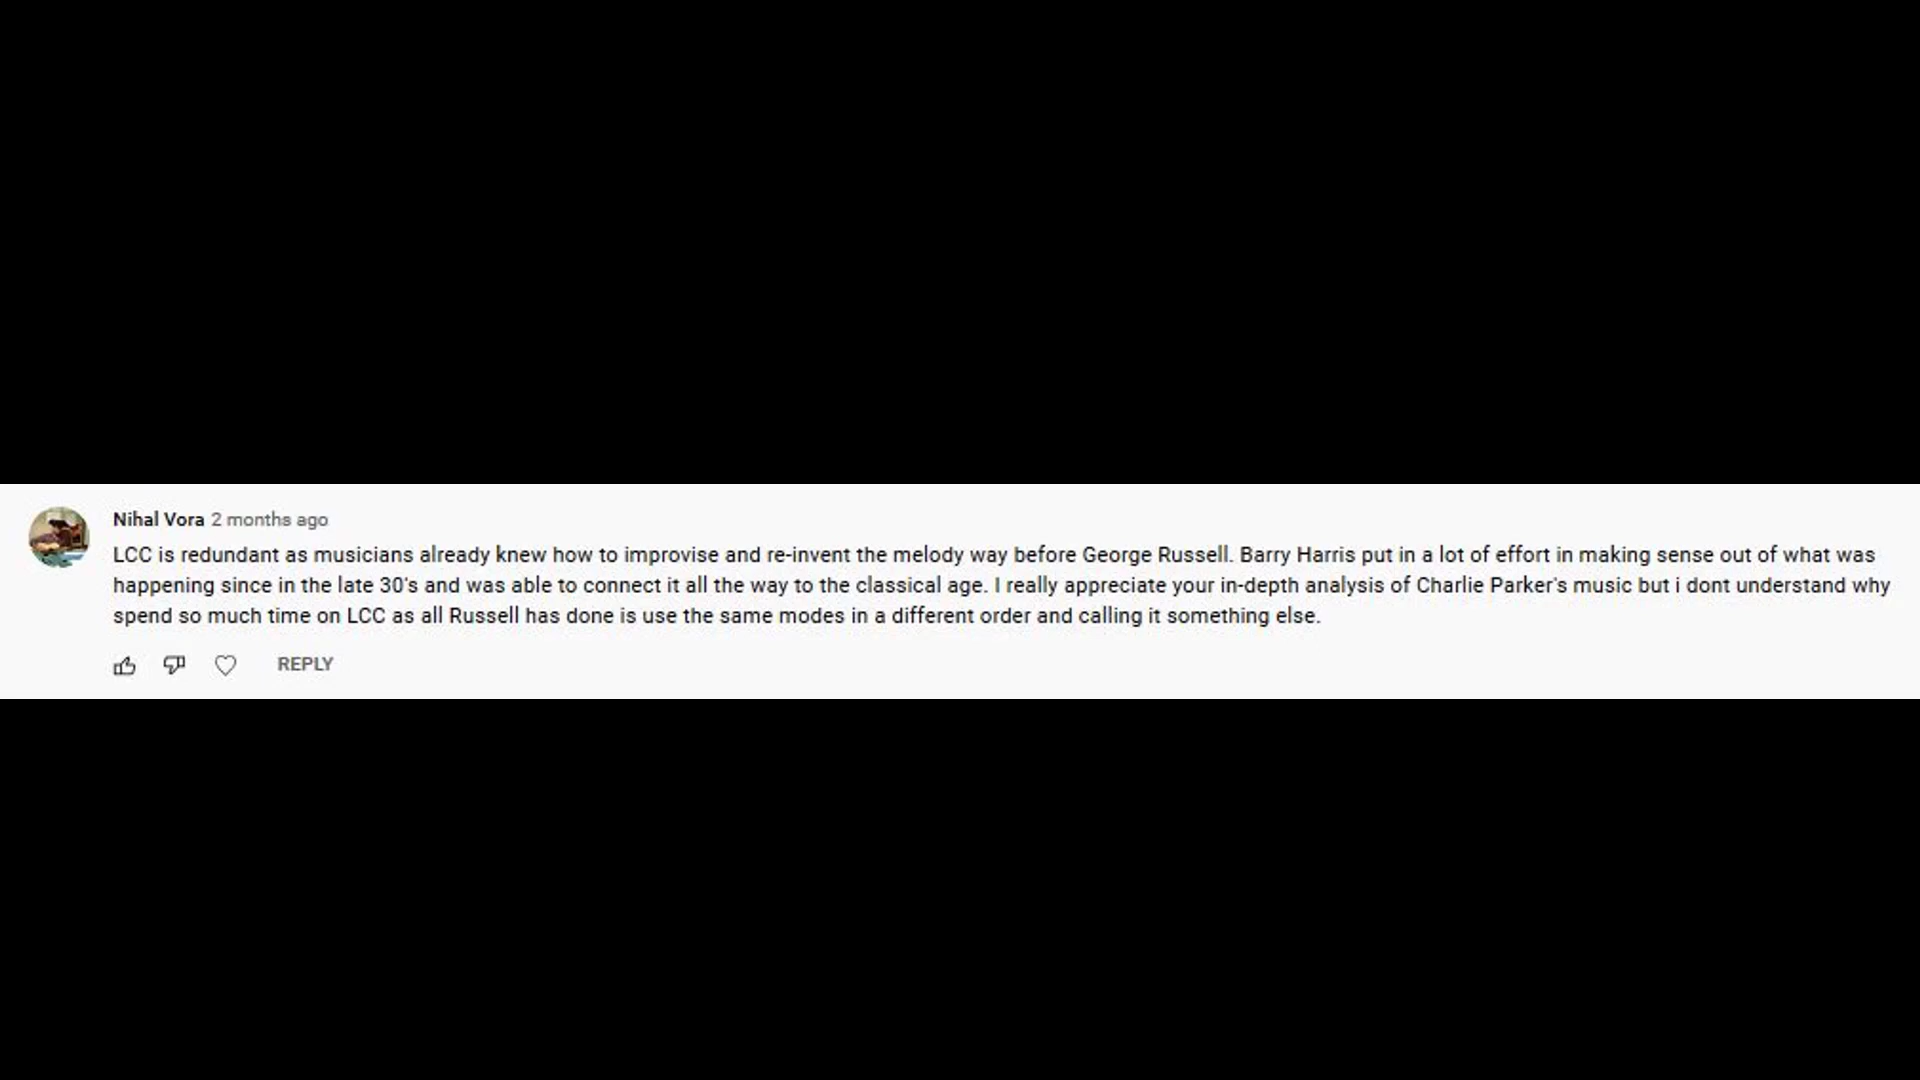 Nihal Vora 2 months ago
LCC is redundant as musicians already knew how to improvise and re-invent the melody way before George Russell. Barry Harris put in a lot of effort in making sense out of what was
happening since in the late 30's and was able to connect it all the way to the classical age. I really appreciate your in-depth analysis of Charlie Parker's music but i dont understand why
spend so much time on LCC as all Russell has done is use the same modes in a different order and calling it something else.
REPLY